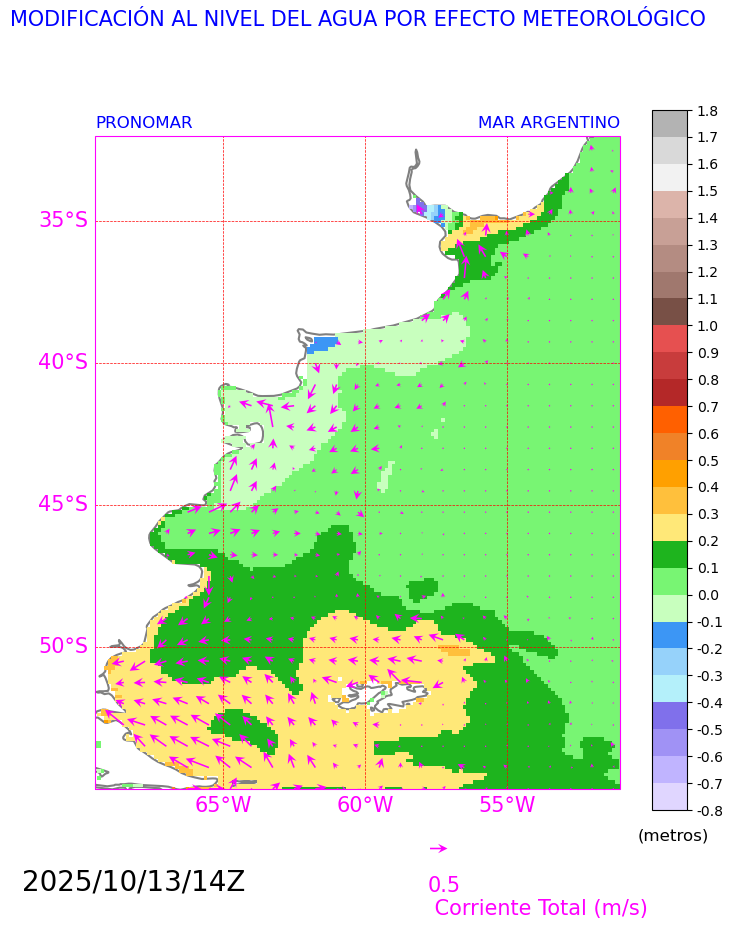 MODIFICACIÓN AL NIVEL DEL AGUA POR EFECTO METEOROLÓGICO
PRONOMAR
MAR ARGENTINO
35°S
40°S
45°S
50°S
65°W
60°W
55°W
1.8
1.7
1.6
1.5
1.4
1.3
1.2
1.1
1.0
0.9
0.8
0.7
0.6
0.5
0.4
0.3
0.2
0.1
0.0
-0.1
-0.2
-0.3
-0.4
-0.5
-0.6
-0.7
-0.8
(metros)
2025/10/13/14Z
0.5
Corriente Total (m/s)